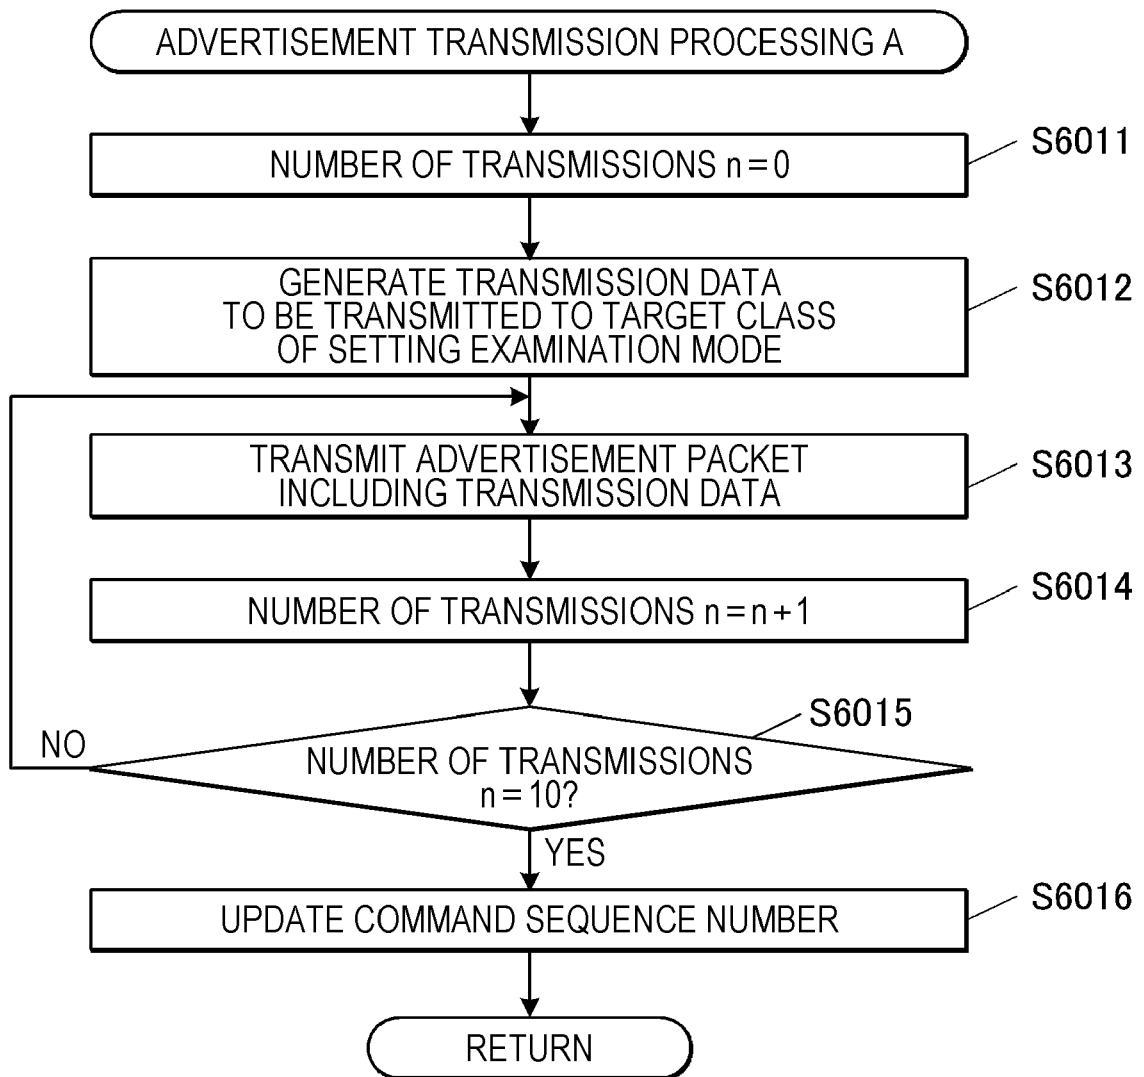 ADVERTISEMENT TRANSMISSION PROCESSING A
NUMBER OF TRANSMISSIONS n=0
S6011
GENERATE TRANSMISSION DATA
TO BE TRANSMITTED TO TARGET CLASS
OF SETTING EXAMINATION MODE
S6012
TRANSMIT ADVERTISEMENT PACKET
INCLUDING TRANSMISSION DATA
S6013
NUMBER OF TRANSMISSIONS n=n+1
S6014
S6015
NO
NUMBER OF TRANSMISSIONS
n=10?
YES
UPDATE COMMAND SEQUENCE NUMBER
S6016
RETURN